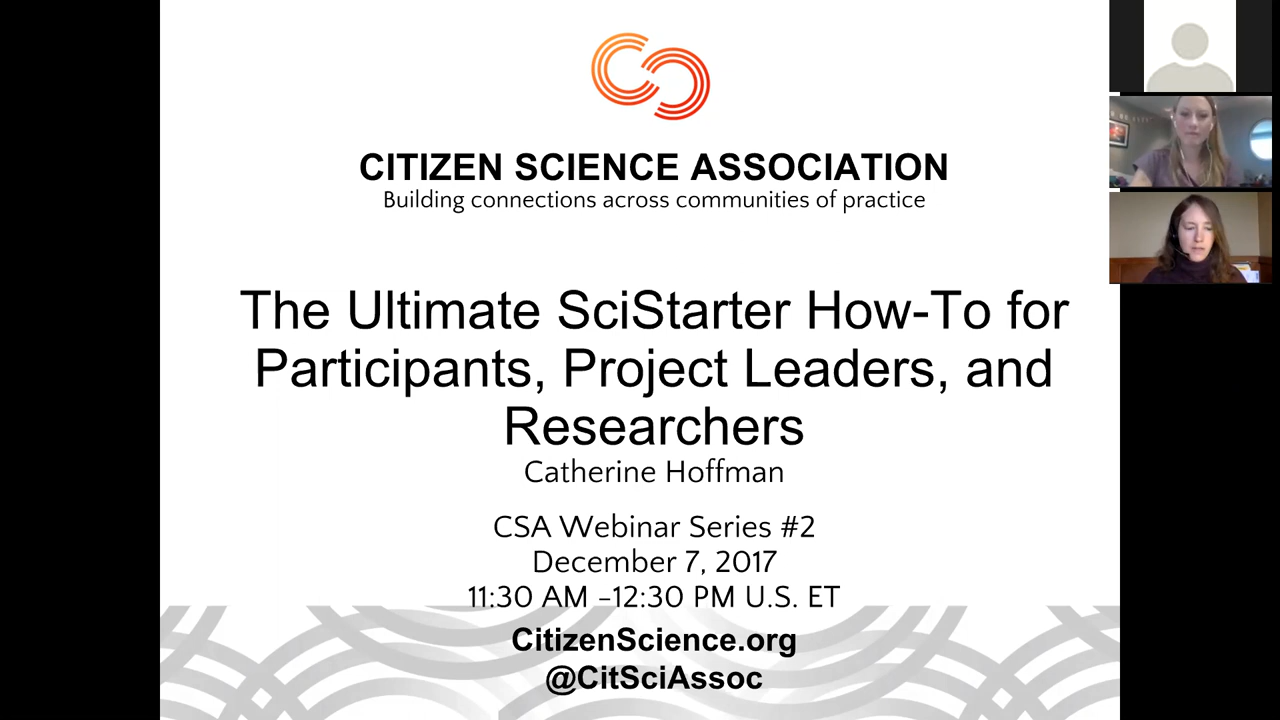 CITIZEN SCIENCE ASSOCIATION
Building connections across communities of practice
The Ultimate SciStarter How-To for
Participants, Project Leaders, and
Researchers
Catherine Hoffman
CSA Webinar Series #2
December 7, 2017
11:30 AM –12:30 PM U.S. ET
CitizenScience.org
@CitSciAssoc